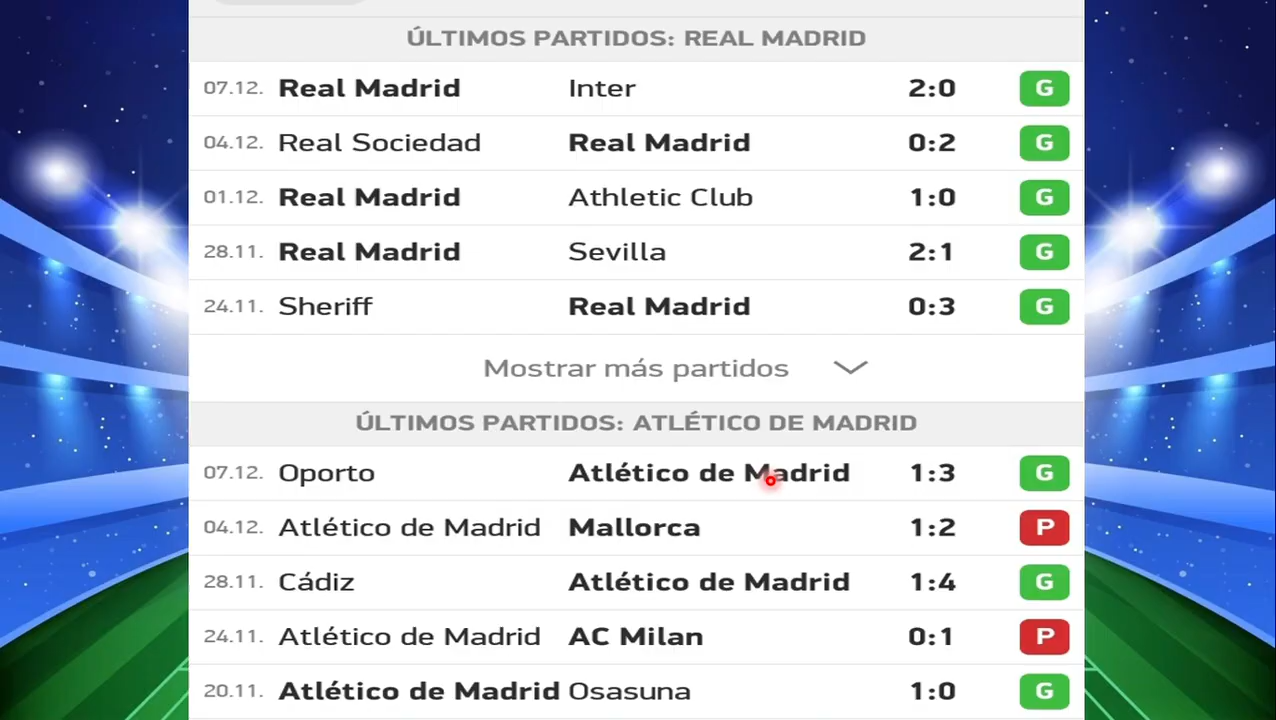 ÚLTIMOS PARTIDOS: REAL MADRID
07.12. Real Madrid Inter 2:0 G
04.12. Real Sociedad Real Madrid 0:2 G
01.12. Real Madrid Athletic Club 1:0 G
28.11. Real Madrid Sevilla 2:1 G
24.11. Sheriff Real Madrid 0:3 G
Mostrar más partidos
ÚLTIMOS PARTIDOS: ATLÉTICO DE MADRID
07.12. Oporto Atlético de Madrid 1:3 G
04.12. Atlético de Madrid Mallorca 1:2 P
28.11. Cádiz Atlético de Madrid 1:4 G
24.11. Atlético de Madrid AC Milan 0:1 P
20.11. Atlético de Madrid Osasuna 1:0 G